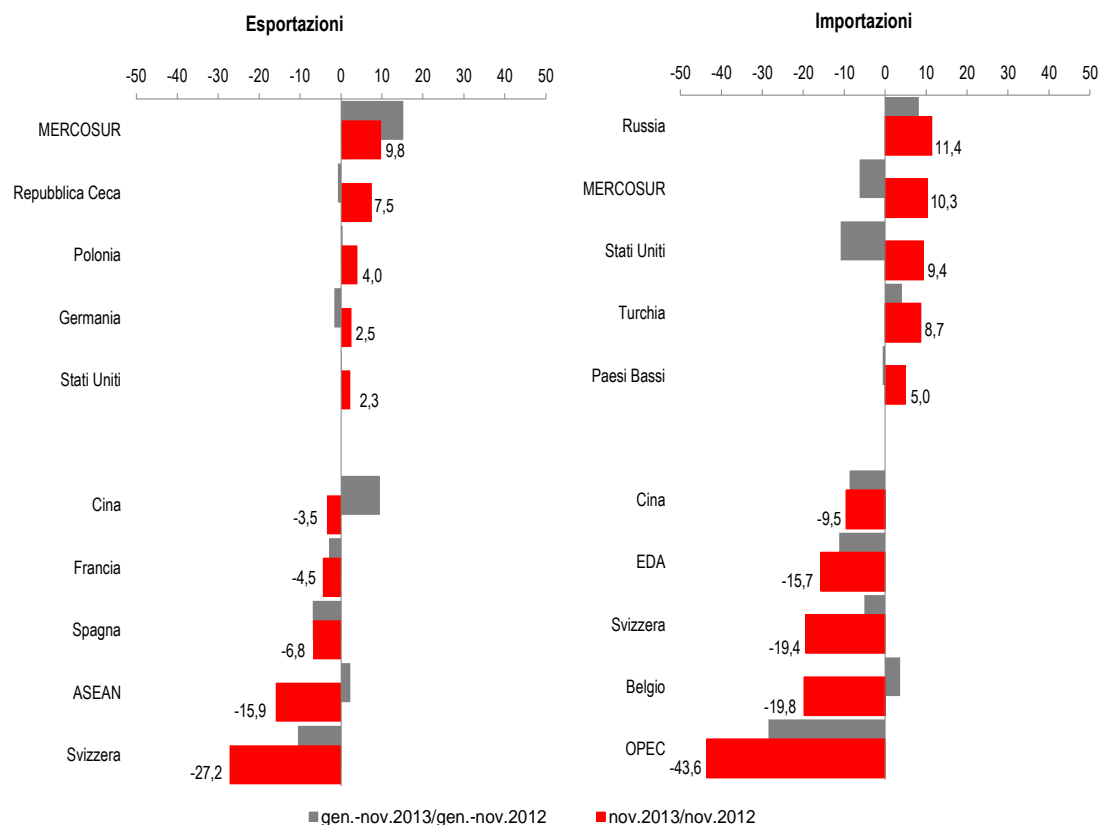 Esportazioni
-50 -40 -30 -20 -10 0 10 20 30 40 50
MERCOSUR
9,8
Repubblica Ceca
7,5
Polonia
4,0
Germania
2,5
Stati Uniti
2,3
Cina
-3,5
Francia
-4,5
Spagna
-6,8
ASEAN
-15,9
Svizzera
-27,2
Importazioni
-50 -40 -30 -20 -10 0 10 20 30 40 50
Russia
11,4
MERCOSUR
10,3
Stati Uniti
9,4
Turchia
8,7
Paesi Bassi
5,0
Cina
-9,5
EDA
-15,7
Svizzera
-19,4
Belgio
-19,8
OPEC
-43,6
gen.-nov.2013/gen.-nov.2012
nov.2013/nov.2012